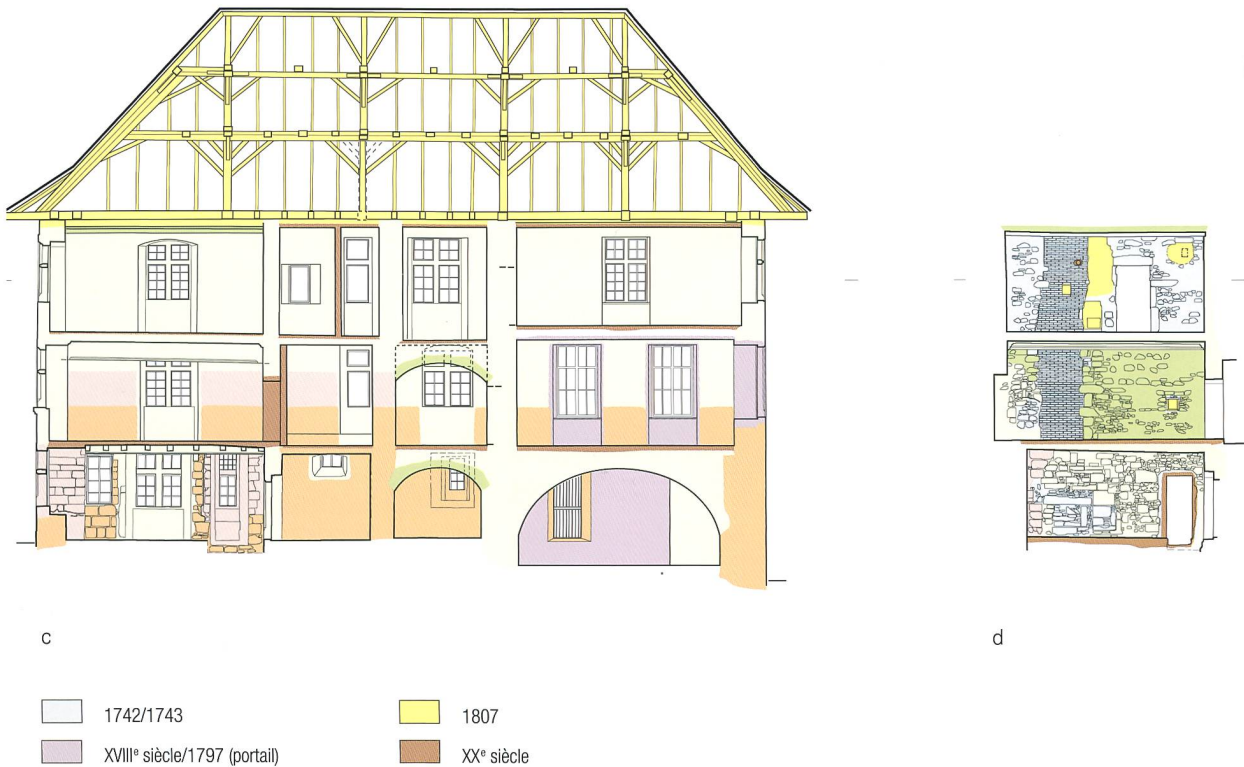 c
d
1742/1743
1807
XVIIIᵉ siècle/1797 (portail)
XXᵉ siècle